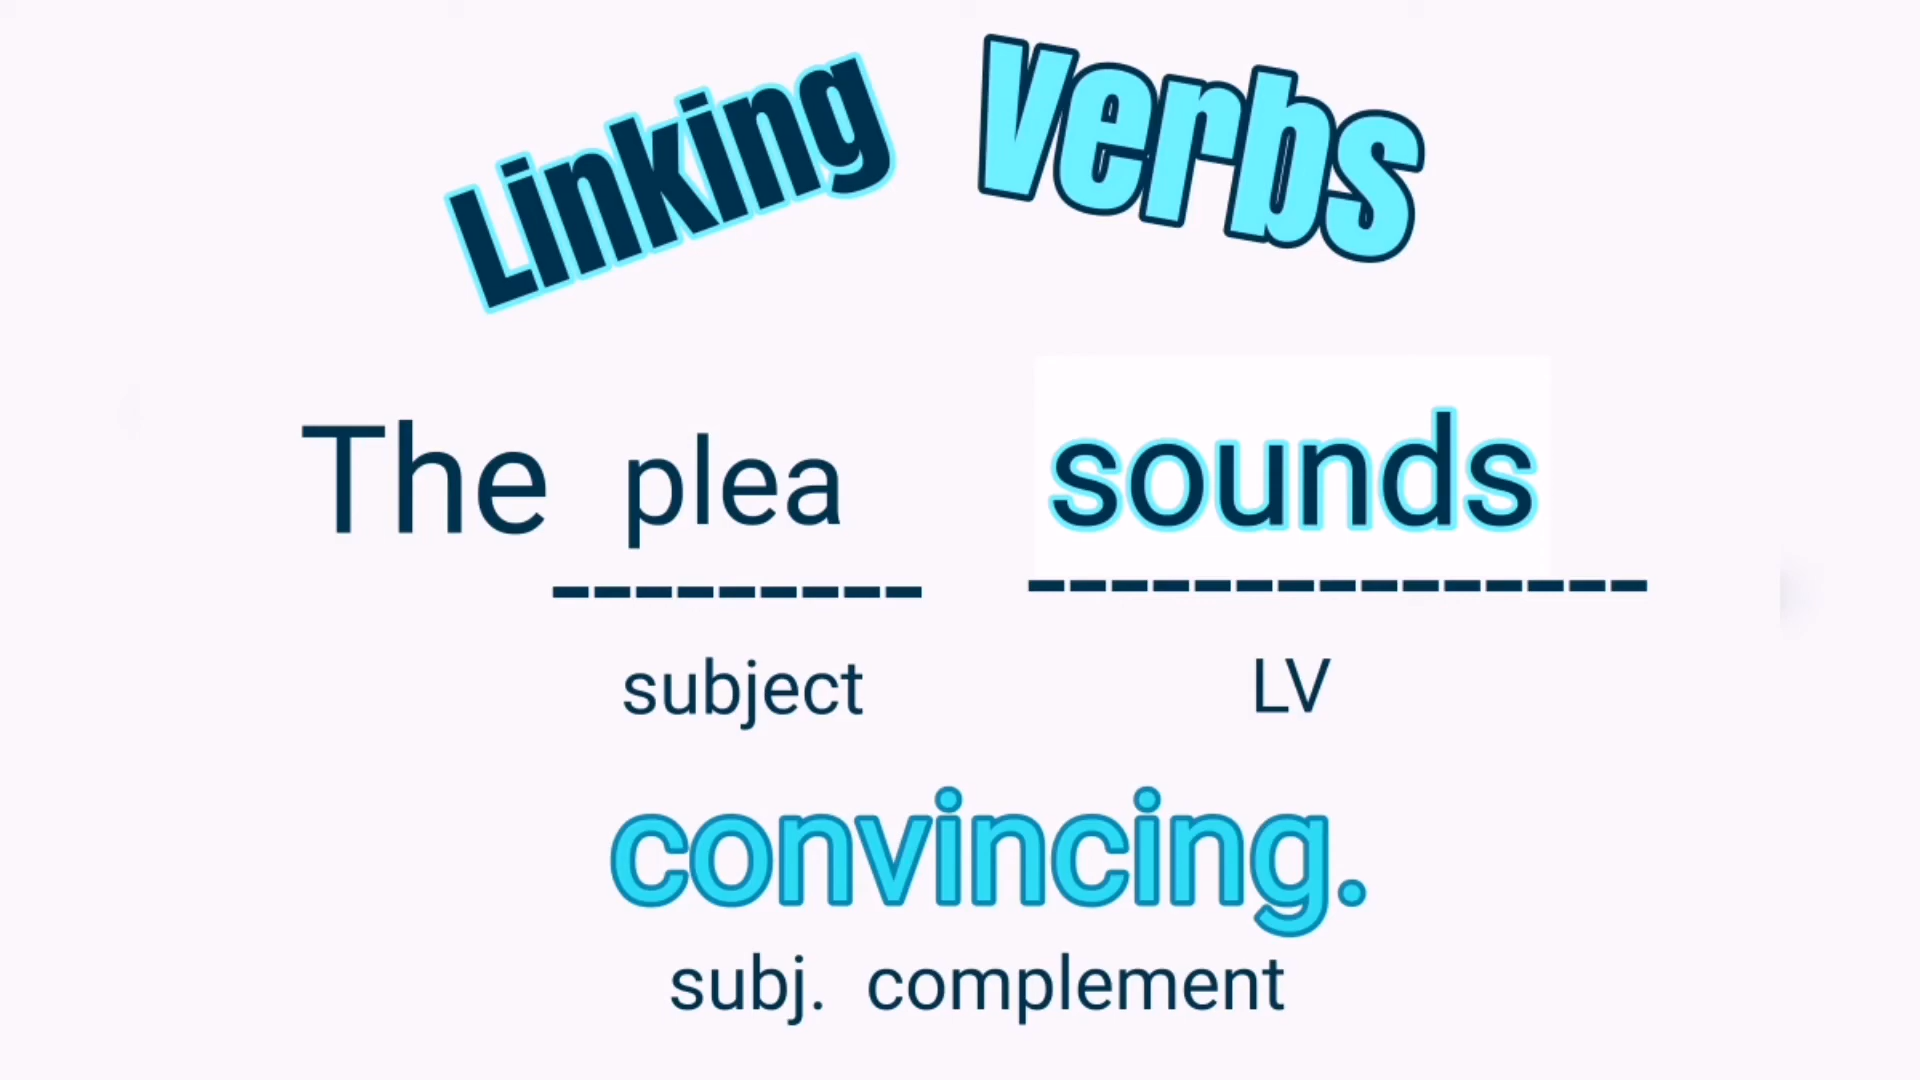 Linking Verbs
The plea sounds
subject LV
convincing.
subj. complement